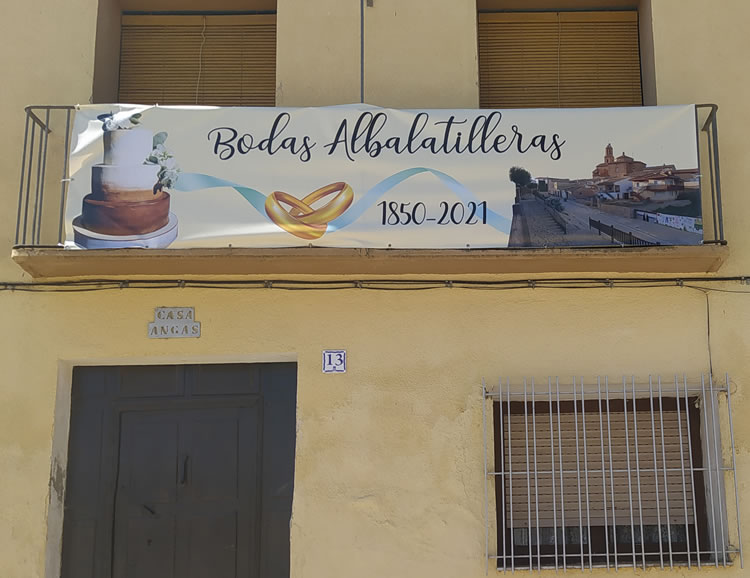 Bodas Albalatilleras
1850-2021
CASA
ANGAS
13